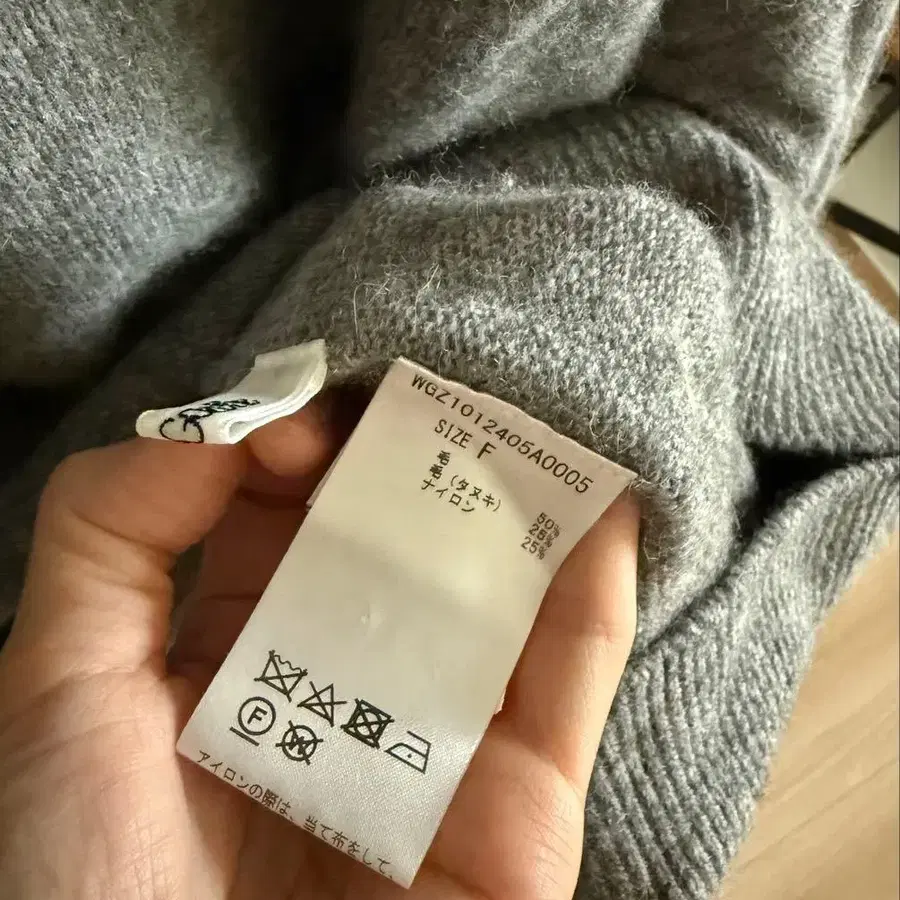 WGZ1012405A0005
SIZE F
毛 50%
毛 (タヌキ) 25%
ナイロン 25%
F
W
アイロンの際は、当て布をして、